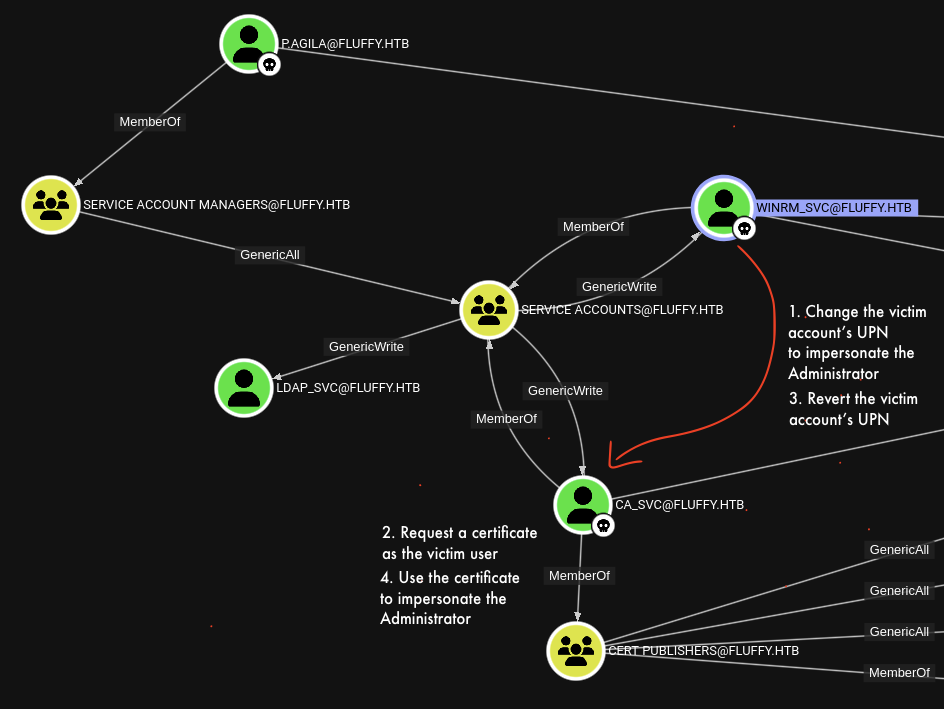 P.AGILA@FLUFFY.HTB
MemberOf
SERVICE ACCOUNT MANAGERS@FLUFFY.HTB
WINRM_SVC@FLUFFY.HTB
MemberOf
GenericAll
GenericWrite
SERVICE ACCOUNTS@FLUFFY.HTB
1. Change the victim
account's UPN
to impersonate the
Administrator
3. Revert the victim
account's UPN
GenericWrite
LDAP_SVC@FLUFFY.HTB
GenericWrite
MemberOf
CA_SVC@FLUFFY.HTB
2. Request a certificate
as the victim user
4. Use the certificate
to impersonate the
Administrator
MemberOf
GenericAll
GenericAll
GenericAll
CERT PUBLISHERS@FLUFFY.HTB
MemberOf